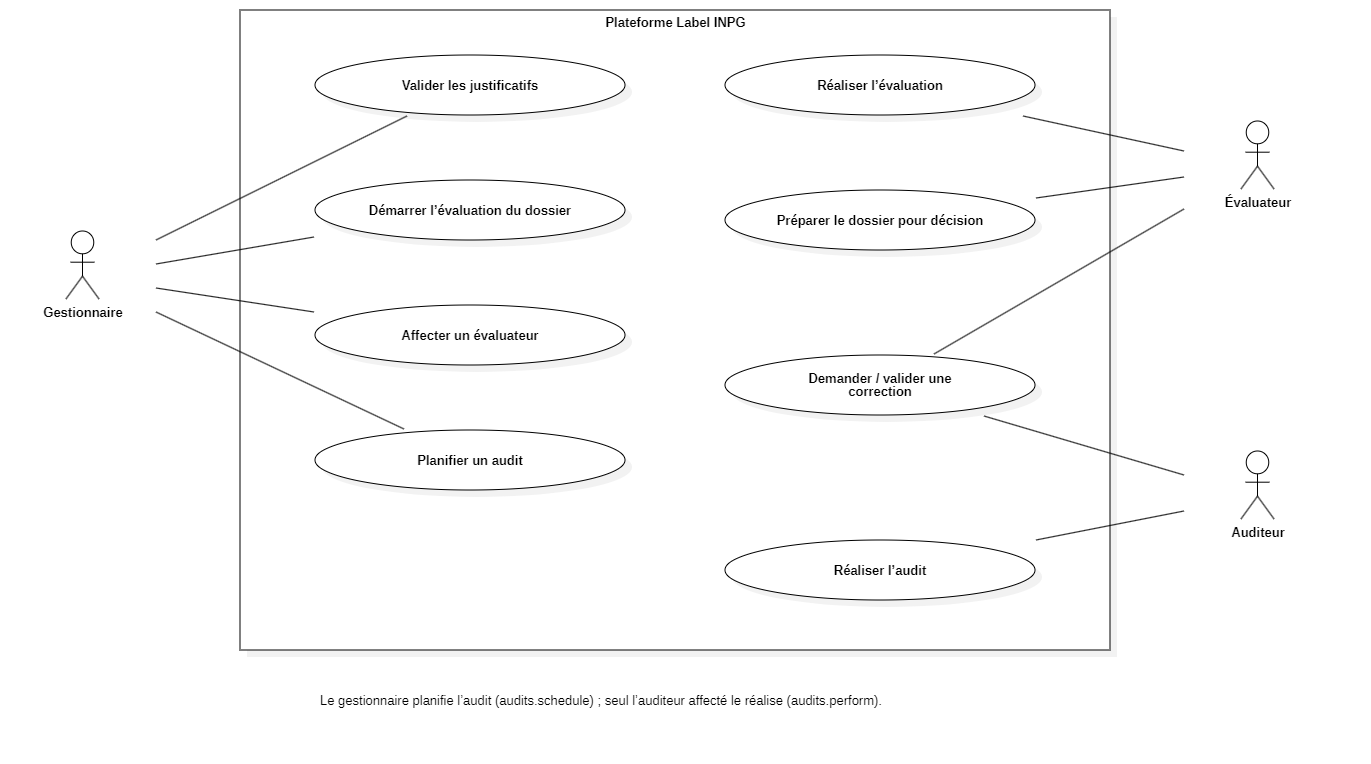 Plateforme Label INPG
Valider les justificatifs
Réaliser l’évaluation
Démarrer l’évaluation du dossier
Évaluateur
Préparer le dossier pour décision
Gestionnaire
Affecter un évaluateur
Demander / valider une
correction
Planifier un audit
Auditeur
Réaliser l’audit
Le gestionnaire planifie l’audit (audits.schedule) ; seul l’auditeur affecté le réalise (audits.perform).